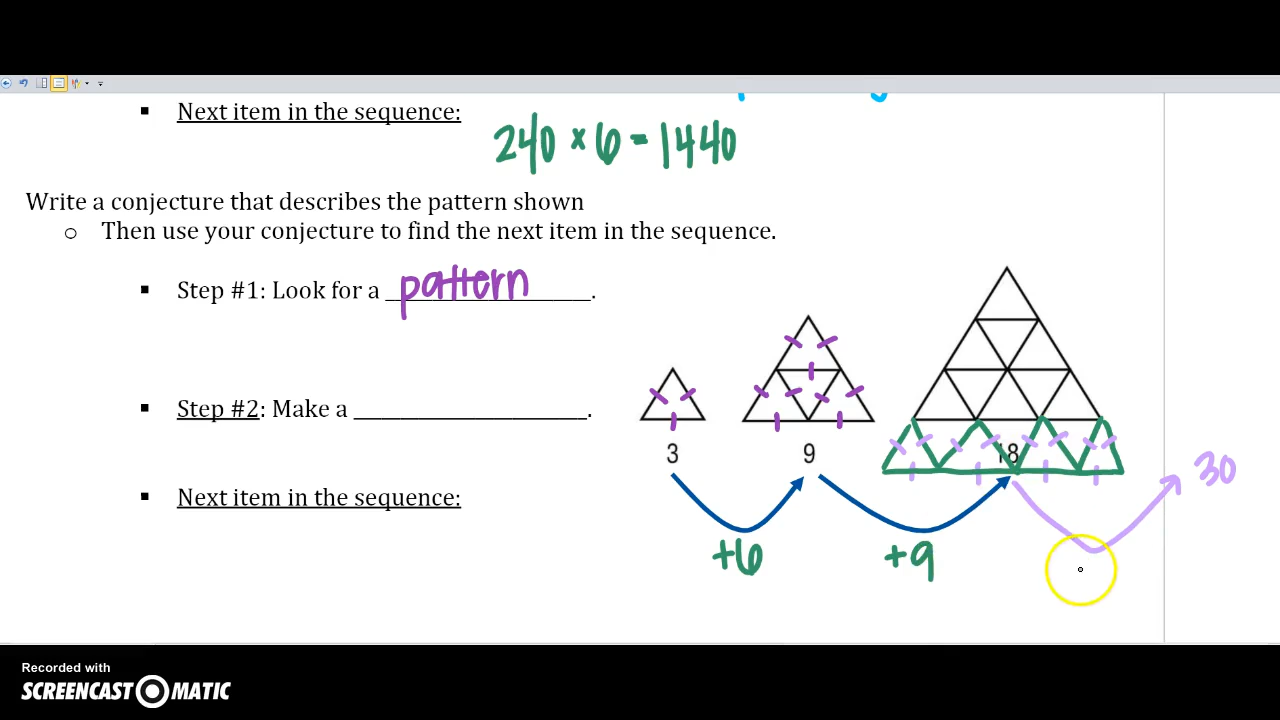 Next item in the sequence:
240 × 6 = 1440
Write a conjecture that describes the pattern shown
Then use your conjecture to find the next item in the sequence.
Step #1: Look for a pattern.
Step #2: Make a ____________________.
3 9 18 30
Next item in the sequence:
+6 +9
Recorded with
SCREENCAST MATIC